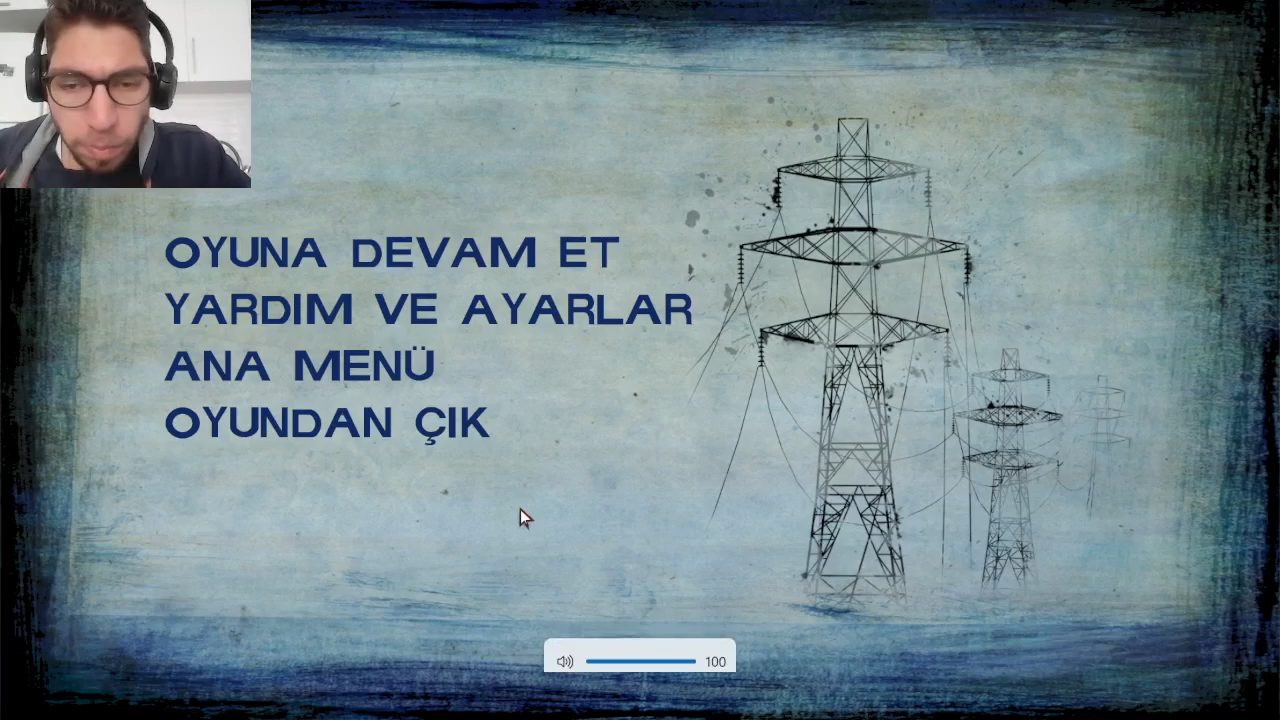 OYUNA DEVAM ET
YARDIM VE AYARLAR
ANA MENÜ
OYUNDAN ÇIK
100